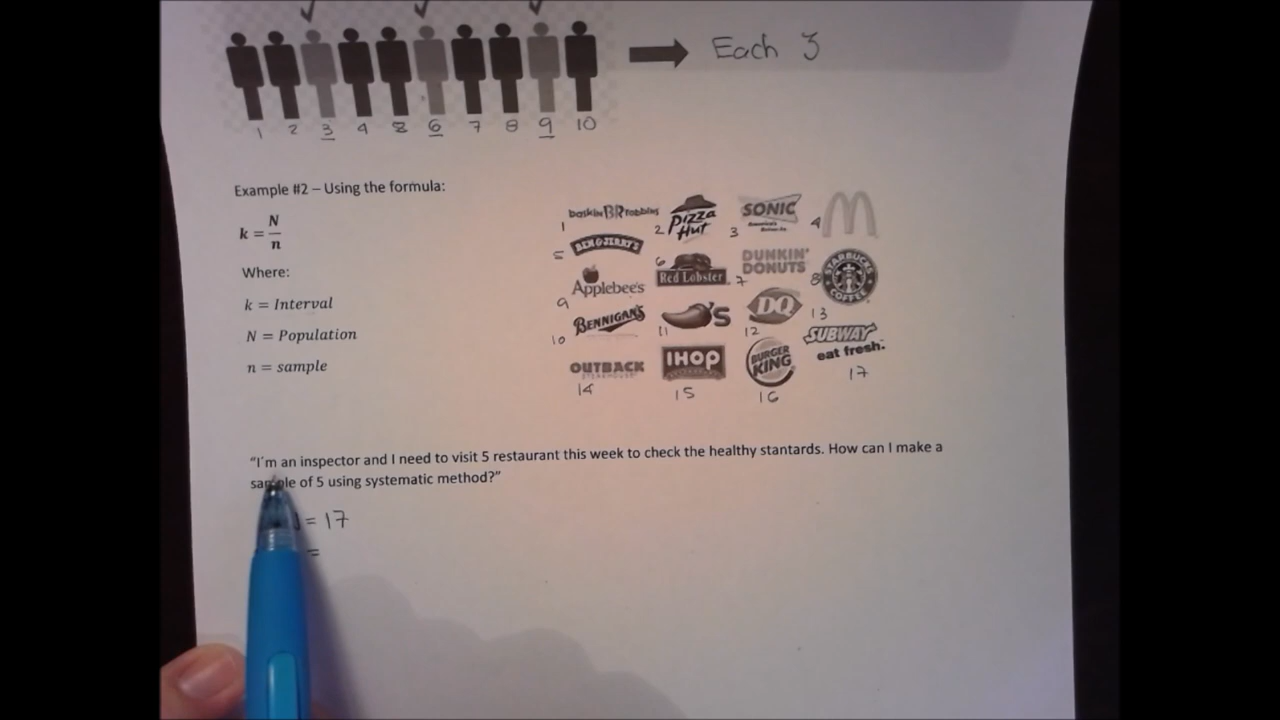 Each 3
1 2 3 4 5 6 7 8 9 10
Example #2 – Using the formula:
k = N
n
Where:
k = Interval
N = Population
n = sample
baskin BR robbins
Pizza Hut
SONIC
1 2 3 4
BEN & JERRY'S
Red Lobster
DUNKIN' DONUTS
STARBUCKS COFFEE
5 6 7 8
Applebee's
9
BENNIGAN'S
'S
DQ
SUBWAY
eat fresh.
10 11 12 13
OUTBACK
STEAKHOUSE
IHOP
BURGER KING
14 15 16 17
“I´m an inspector and I need to visit 5 restaurant this week to check the healthy stantards. How can I make a
sample of 5 using systematic method?”
= 17
=